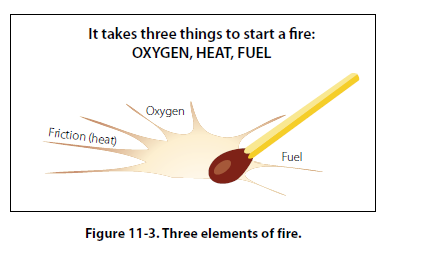 It takes three things to start a fire:
OXYGEN, HEAT, FUEL
Oxygen
Friction (heat)
Fuel
Figure 11-3. Three elements of fire.